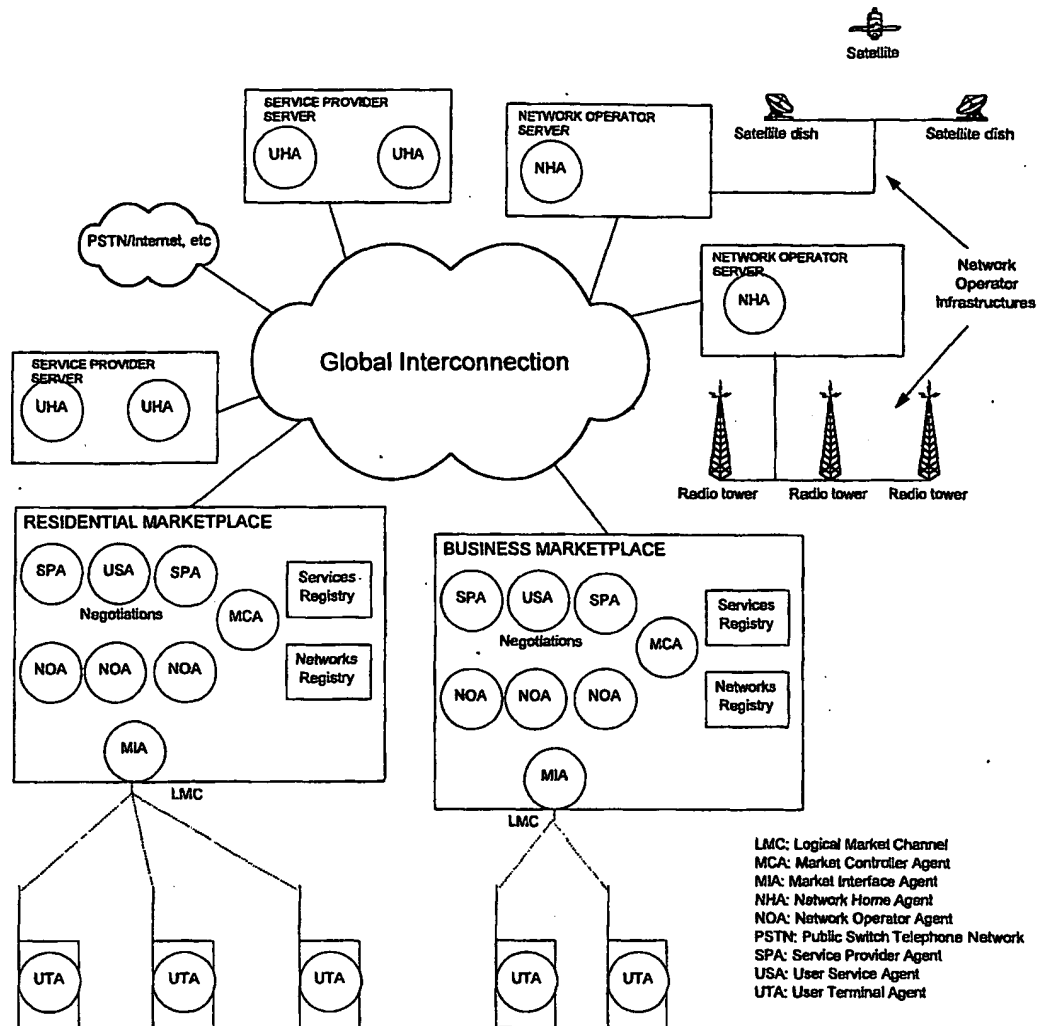 Satellite
SERVICE PROVIDER
SERVER
UHA
UHA
NETWORK OPERATOR
SERVER
NHA
Satellite dish
Satellite dish
PSTN/Internet, etc
NETWORK OPERATOR
SERVER
NHA
Network
Operator
Infrastructures
Global Interconnection
SERVICE PROVIDER
SERVER
UHA
UHA
Radio tower
Radio tower
Radio tower
RESIDENTIAL MARKETPLACE
SPA
USA
SPA
Negotiations
MCA
Services
Registry
NOA
NOA
NOA
Networks
Registry
MIA
LMC
BUSINESS MARKETPLACE
SPA
USA
SPA
Negotiations
MCA
Services
Registry
NOA
NOA
NOA
Networks
Registry
MIA
LMC
LMC: Logical Market Channel
MCA: Market Controller Agent
MIA: Market Interface Agent
NHA: Network Home Agent
NOA: Network Operator Agent
PSTN: Public Switch Telephone Network
SPA: Service Provider Agent
USA: User Service Agent
UTA: User Terminal Agent
UTA
UTA
UTA
UTA
UTA